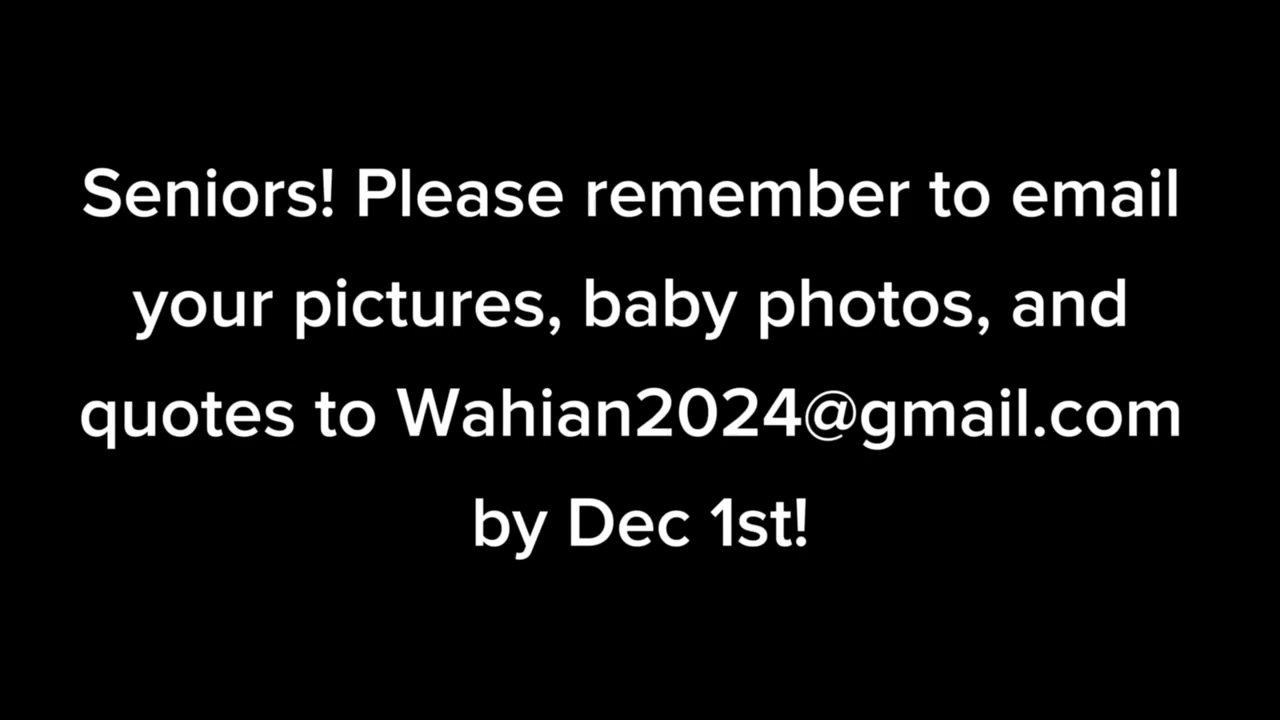 Seniors! Please remember to email
your pictures, baby photos, and
quotes to Wahian2024@gmail.com
by Dec 1st!